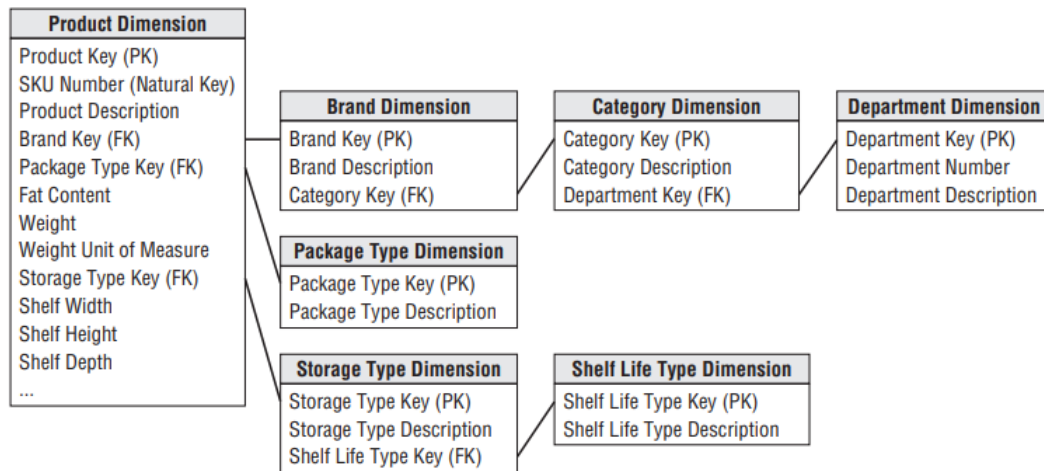 Product Dimension
Product Key (PK)
SKU Number (Natural Key)
Product Description
Brand Key (FK)
Package Type Key (FK)
Fat Content
Weight
Weight Unit of Measure
Storage Type Key (FK)
Shelf Width
Shelf Height
Shelf Depth
...
Brand Dimension
Brand Key (PK)
Brand Description
Category Key (FK)
Category Dimension
Category Key (PK)
Category Description
Department Key (FK)
Department Dimension
Department Key (PK)
Department Number
Department Description
Package Type Dimension
Package Type Key (PK)
Package Type Description
Storage Type Dimension
Storage Type Key (PK)
Storage Type Description
Shelf Life Type Key (FK)
Shelf Life Type Dimension
Shelf Life Type Key (PK)
Shelf Life Type Description